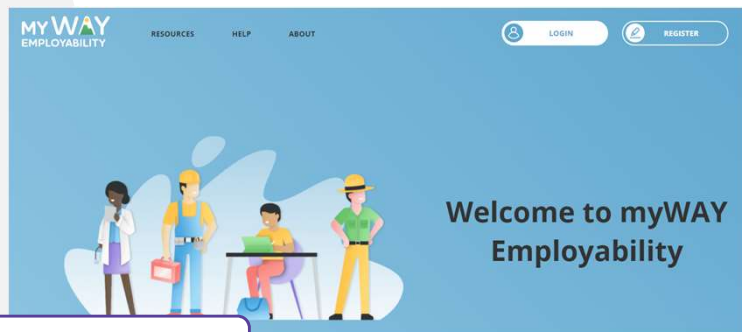 MY WAY
EMPLOYABILITY
RESOURCES HELP ABOUT
LOGIN
REGISTER
Welcome to myWAY
Employability